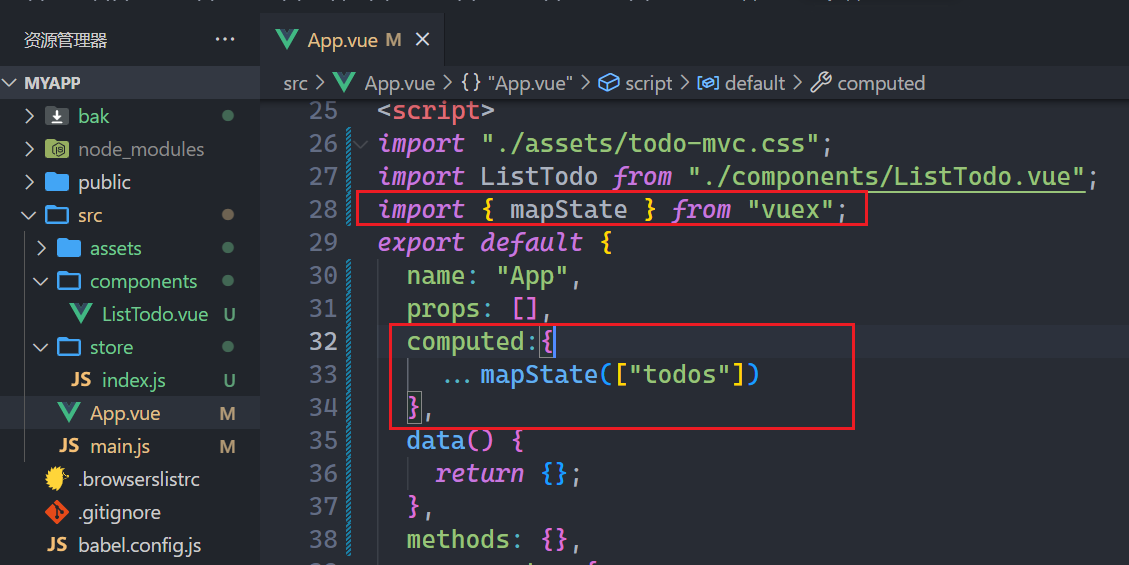 资源管理器 ···
MYAPP
bak
node_modules
public
src
assets
components
ListTodo.vue U
store
JS index.js U
App.vue M
JS main.js M
.browserslistrc
.gitignore
JS babel.config.js
App.vue M ×
src > App.vue > {} "App.vue" > script > default > computed
25 <script>
26 import "./assets/todo-mvc.css";
27 import ListTodo from "./components/ListTodo.vue";
28 import { mapState } from "vuex";
29 export default {
30 name: "App",
31 props: [],
32 computed:{
33 ...mapState(["todos"])
34 },
35 data() {
36 return {};
37 },
38 methods: {},